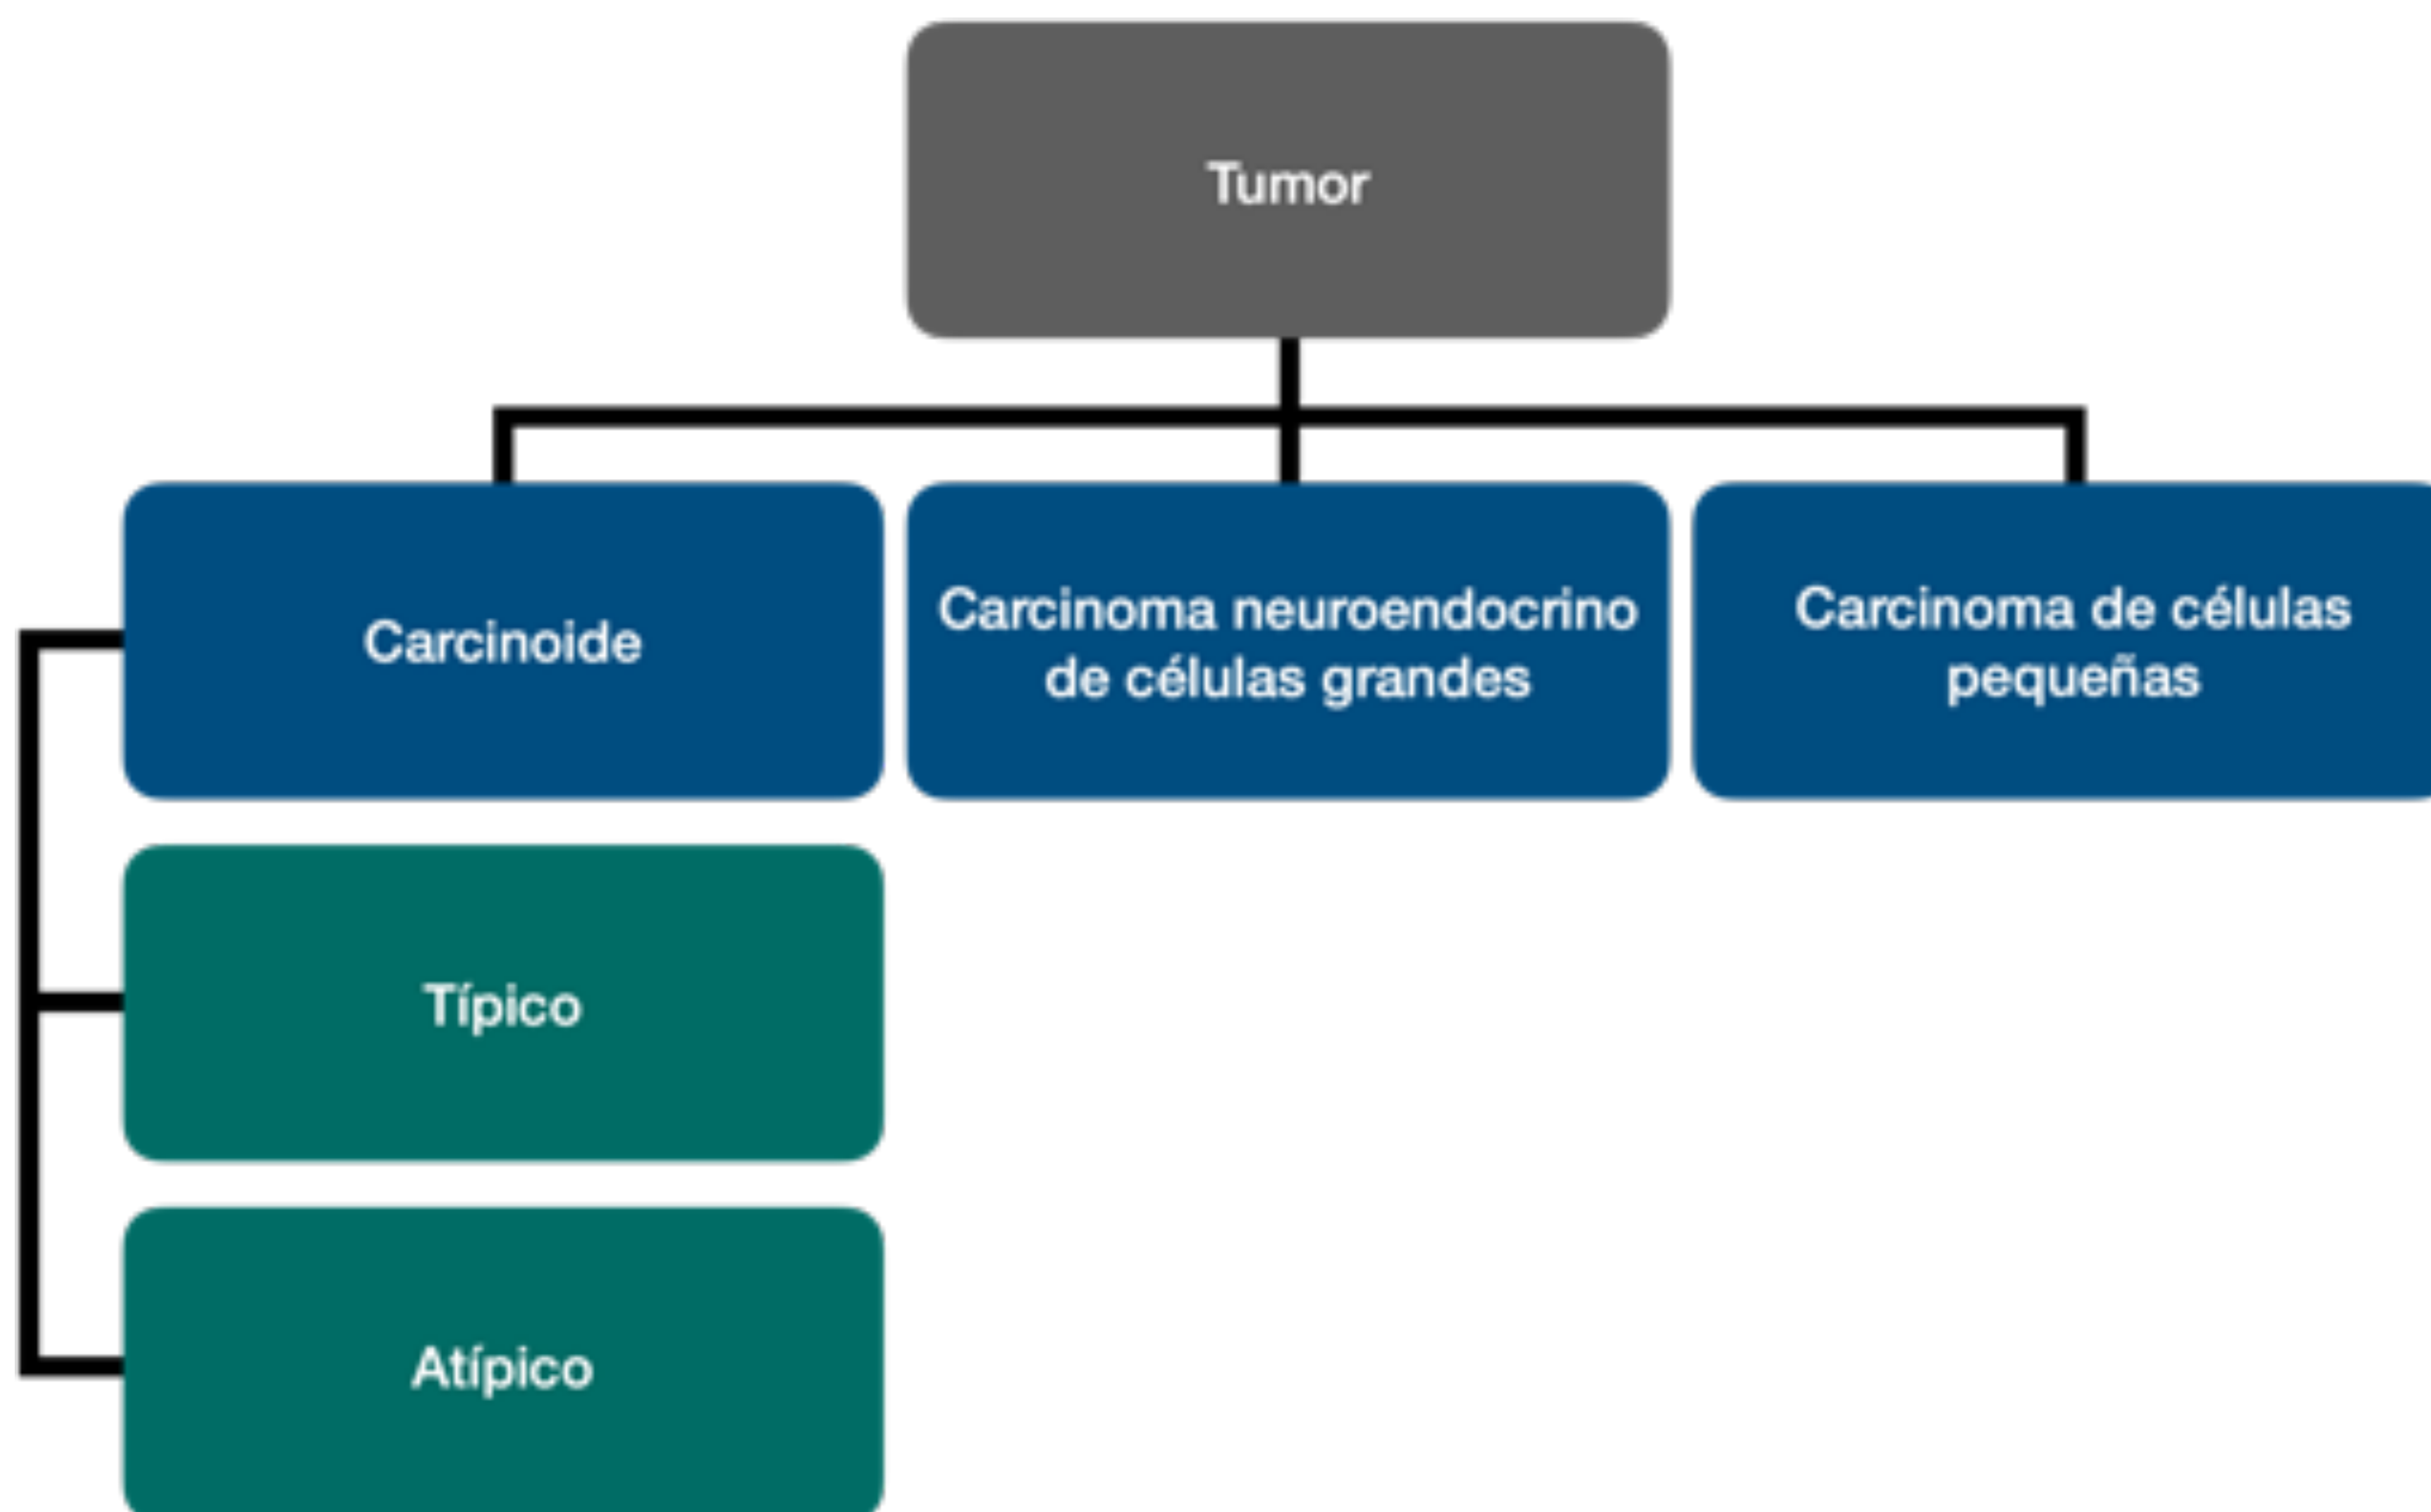 Tumor
Carcinoide
Carcinoma neuroendocrino
de células grandes
Carcinoma de células
pequeñas
Típico
Atípico